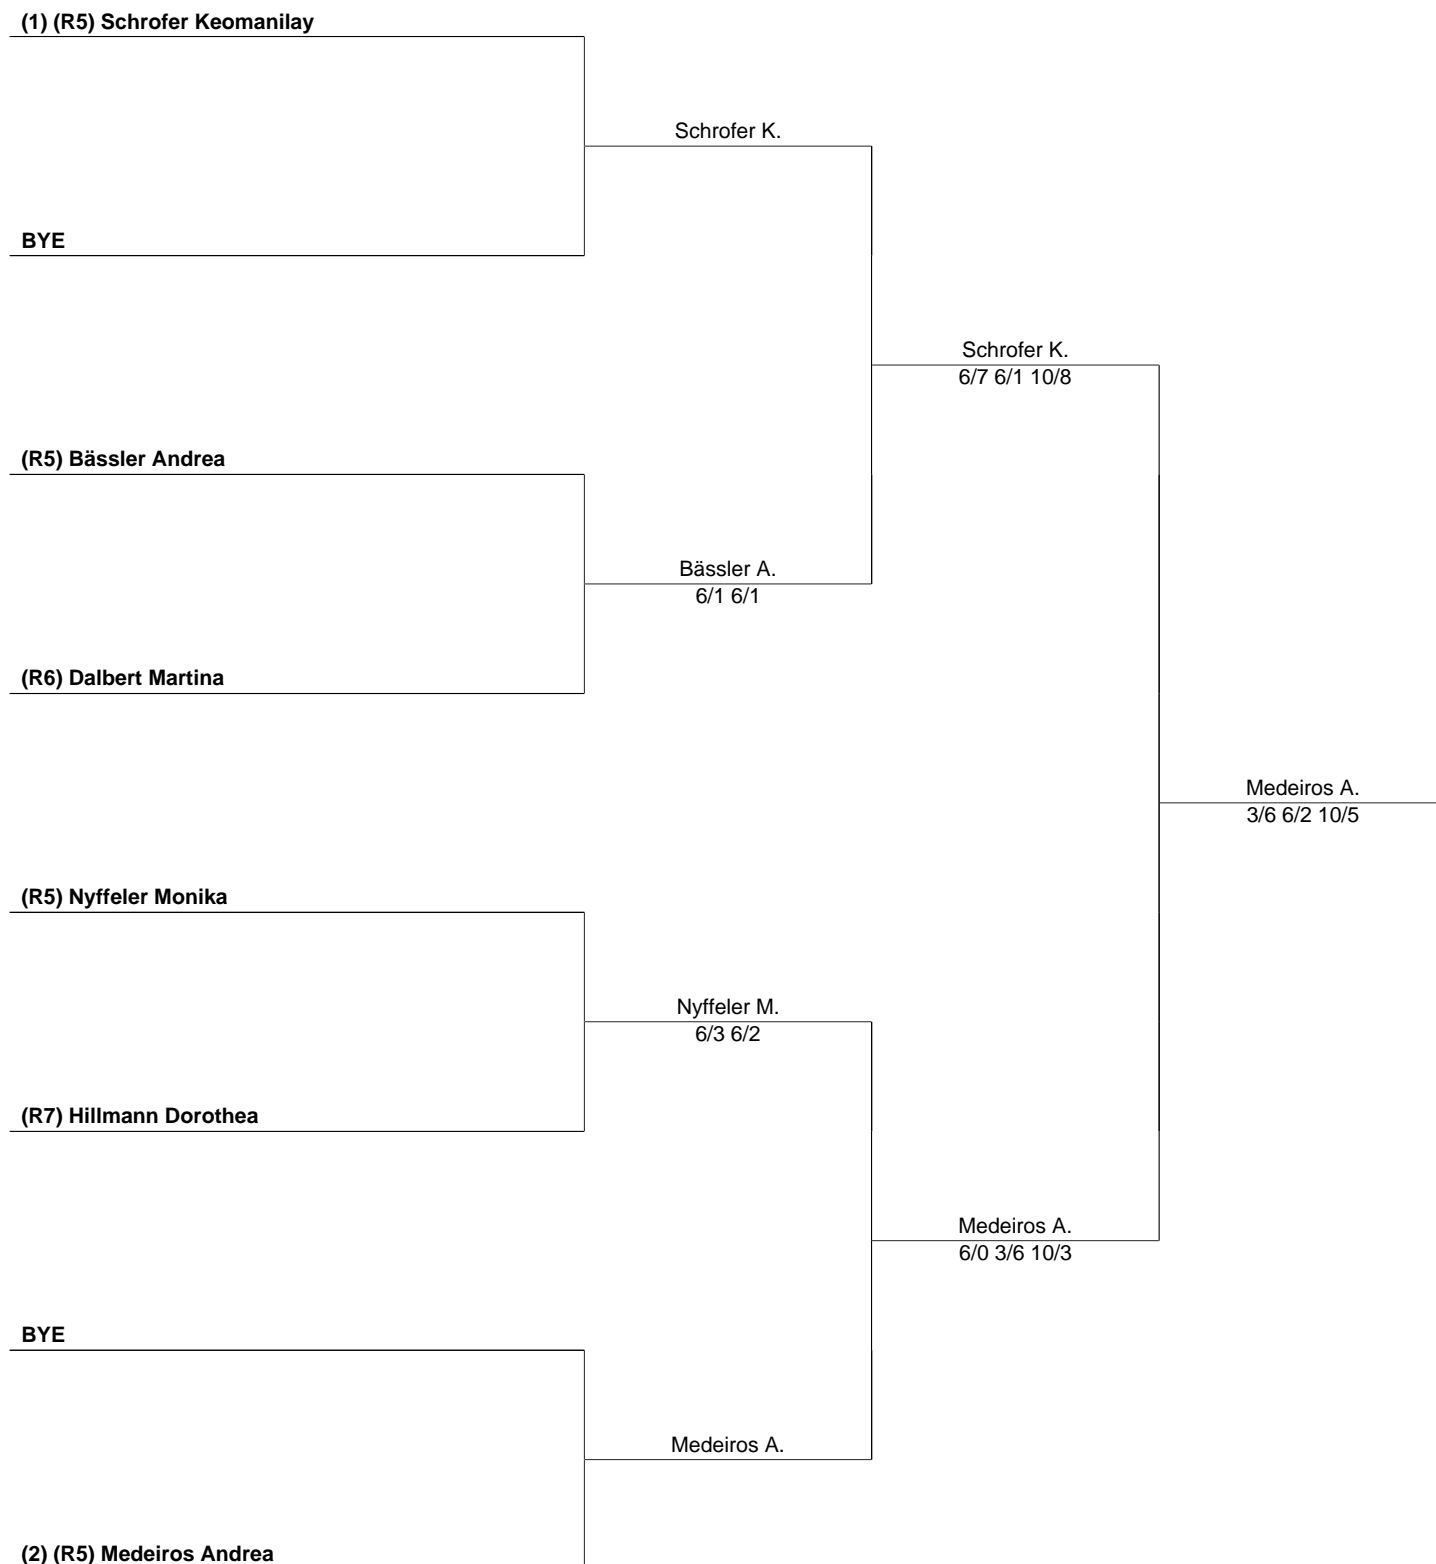 (1) (R5) Schrofer Keomanilay
Schrofer K.
BYE
Schrofer K.
6/7 6/1 10/8
(R5) Bässler Andrea
Bässler A.
6/1 6/1
(R6) Dalbert Martina
Medeiros A.
3/6 6/2 10/5
(R5) Nyffeler Monika
Nyffeler M.
6/3 6/2
(R7) Hillmann Dorothea
Medeiros A.
6/0 3/6 10/3
BYE
Medeiros A.
(2) (R5) Medeiros Andrea